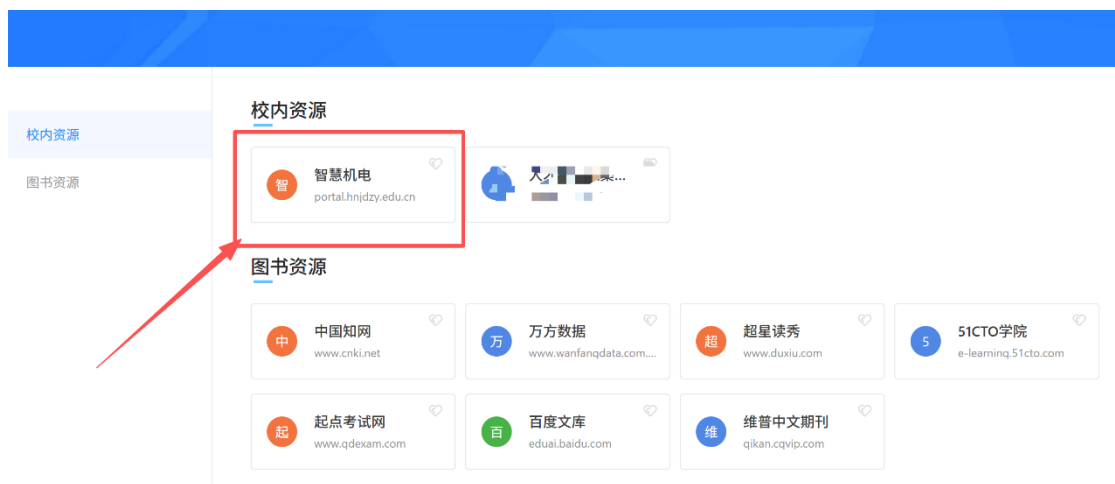 校内资源
图书资源
校内资源
智
智慧机电
portal.hnjdzy.edu.cn
图书资源
中
中国知网
www.cnki.net
万
万方数据
www.wanfangdata.com....
超
超星读秀
www.duxiu.com
5
51CTO学院
e-learning.51cto.com
起
起点考试网
www.qdexam.com
百
百度文库
eduai.baidu.com
维
维普中文期刊
qikan.cqvip.com